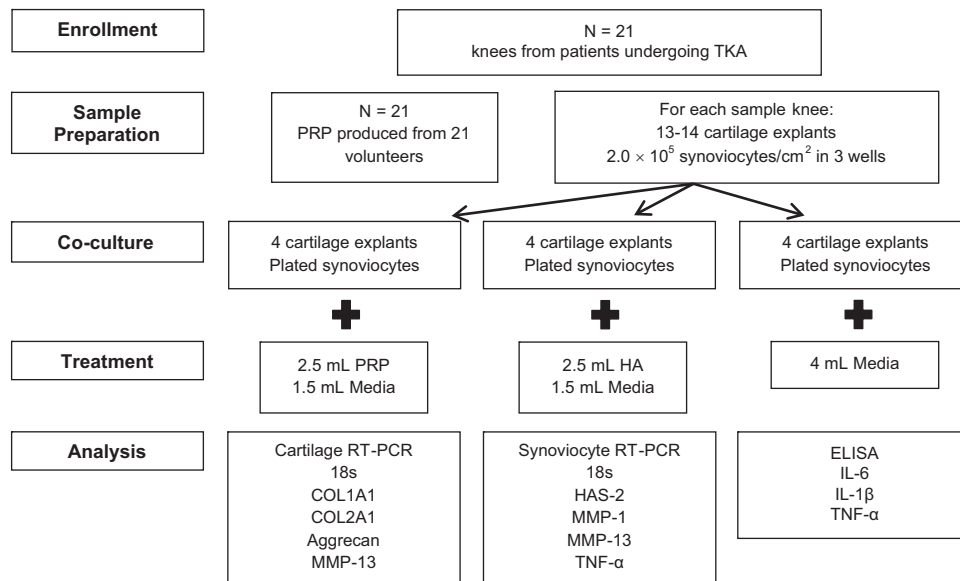 Enrollment
N = 21
knees from patients undergoing TKA
Sample
Preparation
N = 21
PRP produced from 21
volunteers
For each sample knee:
13-14 cartilage explants
2.0 × 10⁵ synoviocytes/cm² in 3 wells
Co-culture
4 cartilage explants
Plated synoviocytes
4 cartilage explants
Plated synoviocytes
4 cartilage explants
Plated synoviocytes
Treatment
2.5 mL PRP
1.5 mL Media
2.5 mL HA
1.5 mL Media
4 mL Media
Analysis
Cartilage RT-PCR
18s
COL1A1
COL2A1
Aggrecan
MMP-13
Synoviocyte RT-PCR
18s
HAS-2
MMP-1
MMP-13
TNF-α
ELISA
IL-6
IL-1β
TNF-α